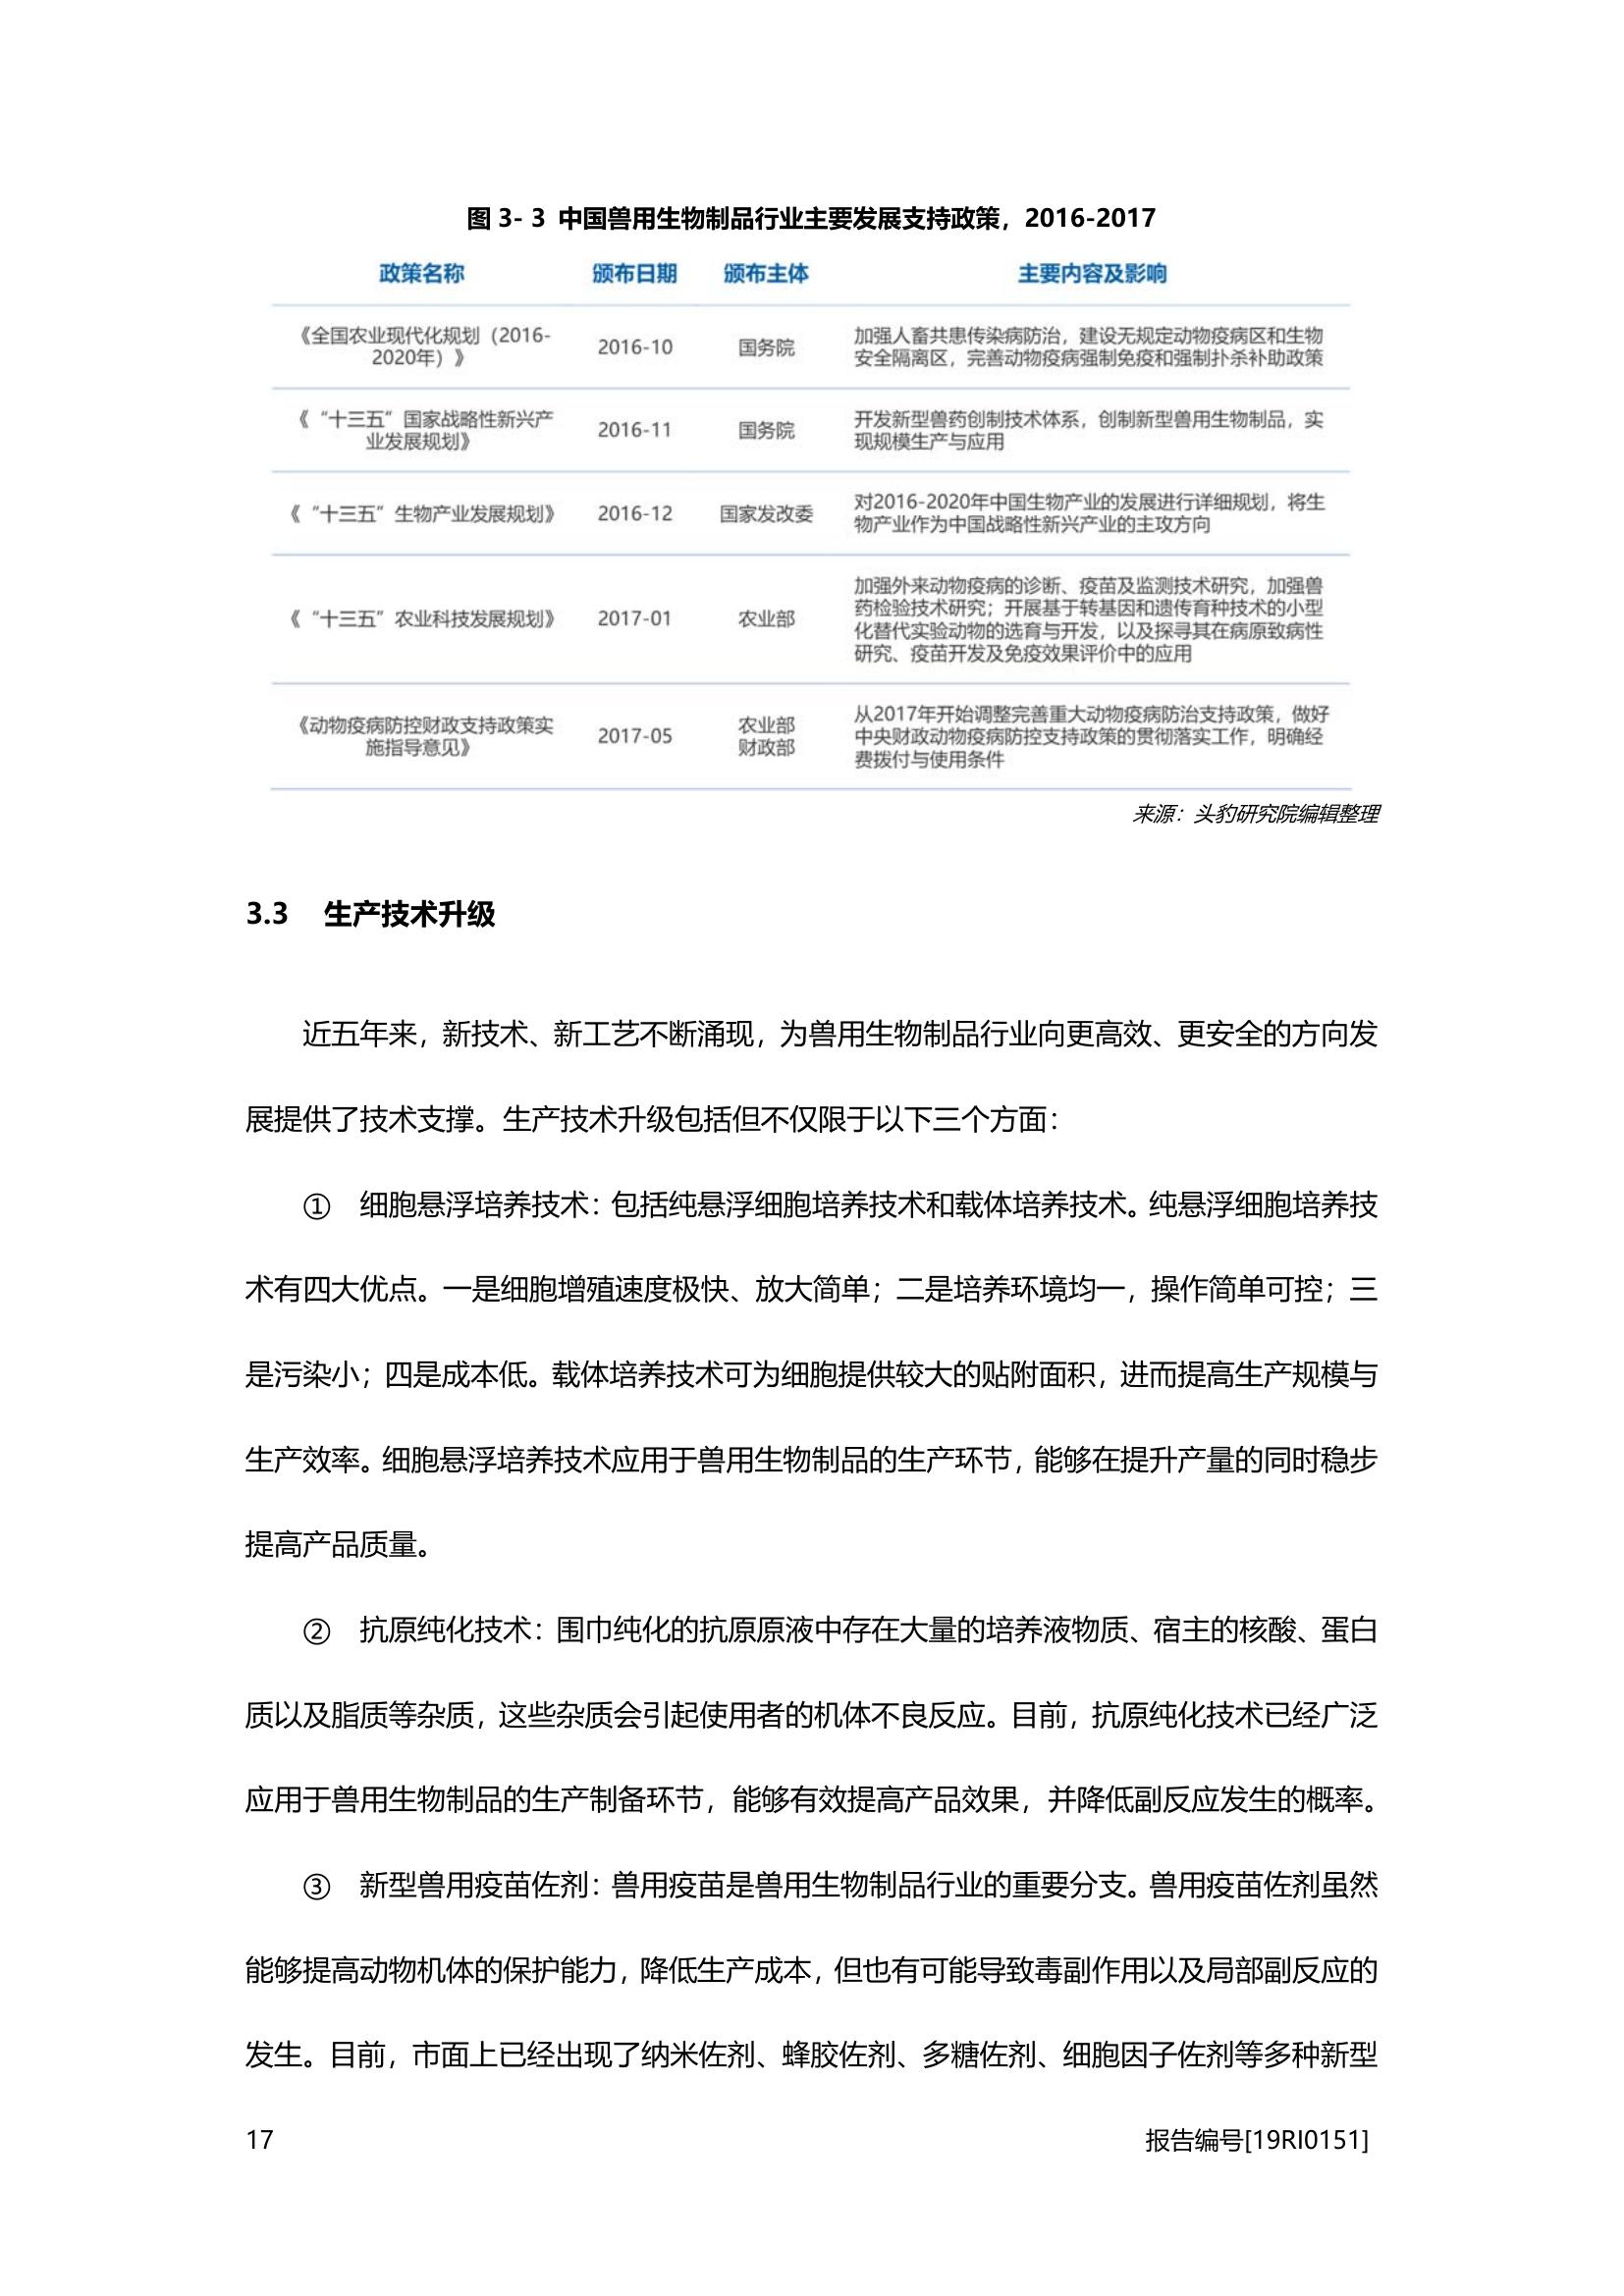 图 3- 3 中国兽用生物制品行业主要发展支持政策，2016-2017
政策名称 颁布日期 颁布主体 主要内容及影响
《全国农业现代化规划（2016-
2020年）》
2016-10
国务院
加强人畜共患传染病防治，建设无规定动物疫病区和生物
安全隔离区，完善动物疫病强制免疫和强制扑杀补助政策
《“十三五”国家战略性新兴产
业发展规划》
2016-11
国务院
开发新型兽药创制技术体系，创制新型兽用生物制品，实
现规模生产与应用
《“十三五”生物产业发展规划》
2016-12
国家发改委
对2016-2020年中国生物产业的发展进行详细规划，将生
物产业作为中国战略性新兴产业的主攻方向
《“十三五”农业科技发展规划》
2017-01
农业部
加强外来动物疫病的诊断、疫苗及监测技术研究，加强兽
药检验技术研究；开展基于转基因和遗传育种技术的小型
化替代实验动物的选育与开发，以及探寻其在病原致病性
研究、疫苗开发及免疫效果评价中的应用
《动物疫病防控财政支持政策实
施指导意见》
2017-05
农业部
财政部
从2017年开始调整完善重大动物疫病防治支持政策，做好
中央财政动物疫病防控支持政策的贯彻落实工作，明确经
费拨付与使用条件
来源：头豹研究院编辑整理
3.3 生产技术升级
近五年来，新技术、新工艺不断涌现，为兽用生物制品行业向更高效、更安全的方向发
展提供了技术支撑。生产技术升级包括但不仅限于以下三个方面：
① 细胞悬浮培养技术：包括纯悬浮细胞培养技术和载体培养技术。纯悬浮细胞培养技
术有四大优点。一是细胞增殖速度极快、放大简单；二是培养环境均一，操作简单可控；三
是污染小；四是成本低。载体培养技术可为细胞提供较大的贴附面积，进而提高生产规模与
生产效率。细胞悬浮培养技术应用于兽用生物制品的生产环节，能够在提升产量的同时稳步
提高产品质量。
② 抗原纯化技术：围巾纯化的抗原原液中存在大量的培养液物质、宿主的核酸、蛋白
质以及脂质等杂质，这些杂质会引起使用者的机体不良反应。目前，抗原纯化技术已经广泛
应用于兽用生物制品的生产制备环节，能够有效提高产品效果，并降低副反应发生的概率。
③ 新型兽用疫苗佐剂：兽用疫苗是兽用生物制品行业的重要分支。兽用疫苗佐剂虽然
能够提高动物机体的保护能力，降低生产成本，但也有可能导致毒副作用以及局部副反应的
发生。目前，市面上已经出现了纳米佐剂、蜂胶佐剂、多糖佐剂、细胞因子佐剂等多种新型
17 报告编号[19RI0151]